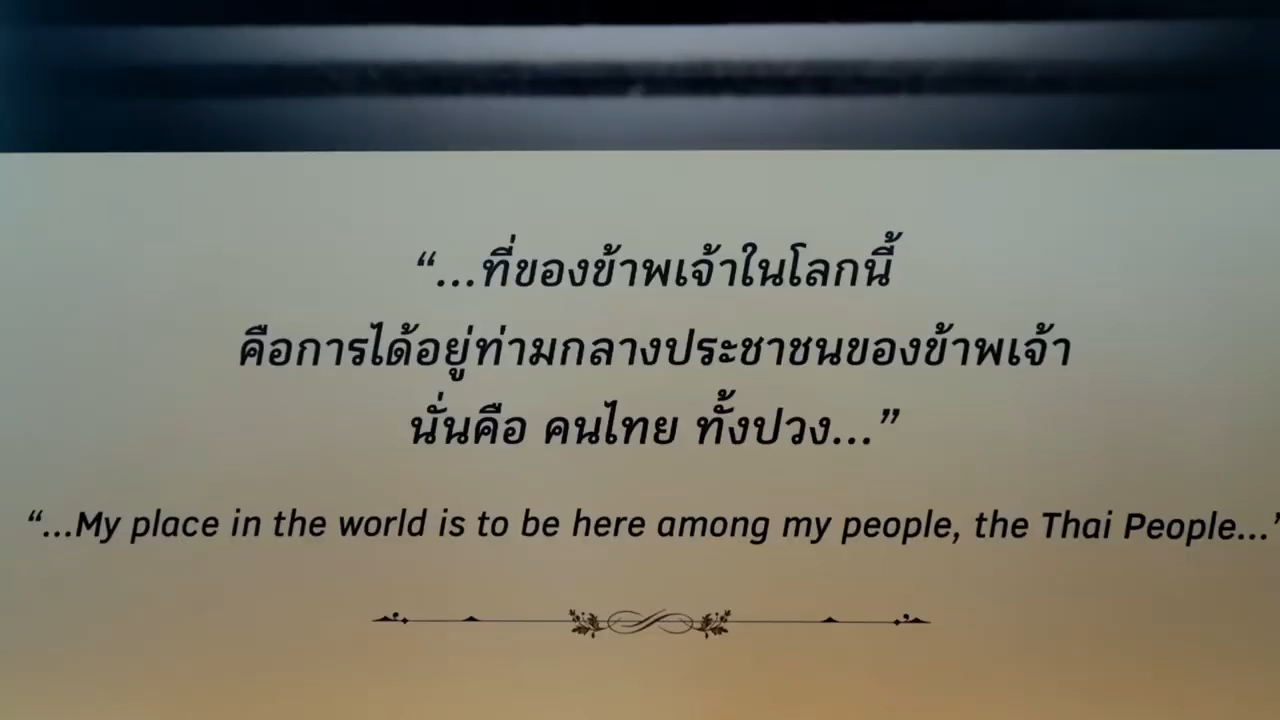 “...ที่ของข้าพเจ้าในโลกนี้
คือการได้อยู่ท่ามกลางประชาชนของข้าพเจ้า
นั่นคือ คนไทย ทั้งปวง...”
“...My place in the world is to be here among my people, the Thai People...”